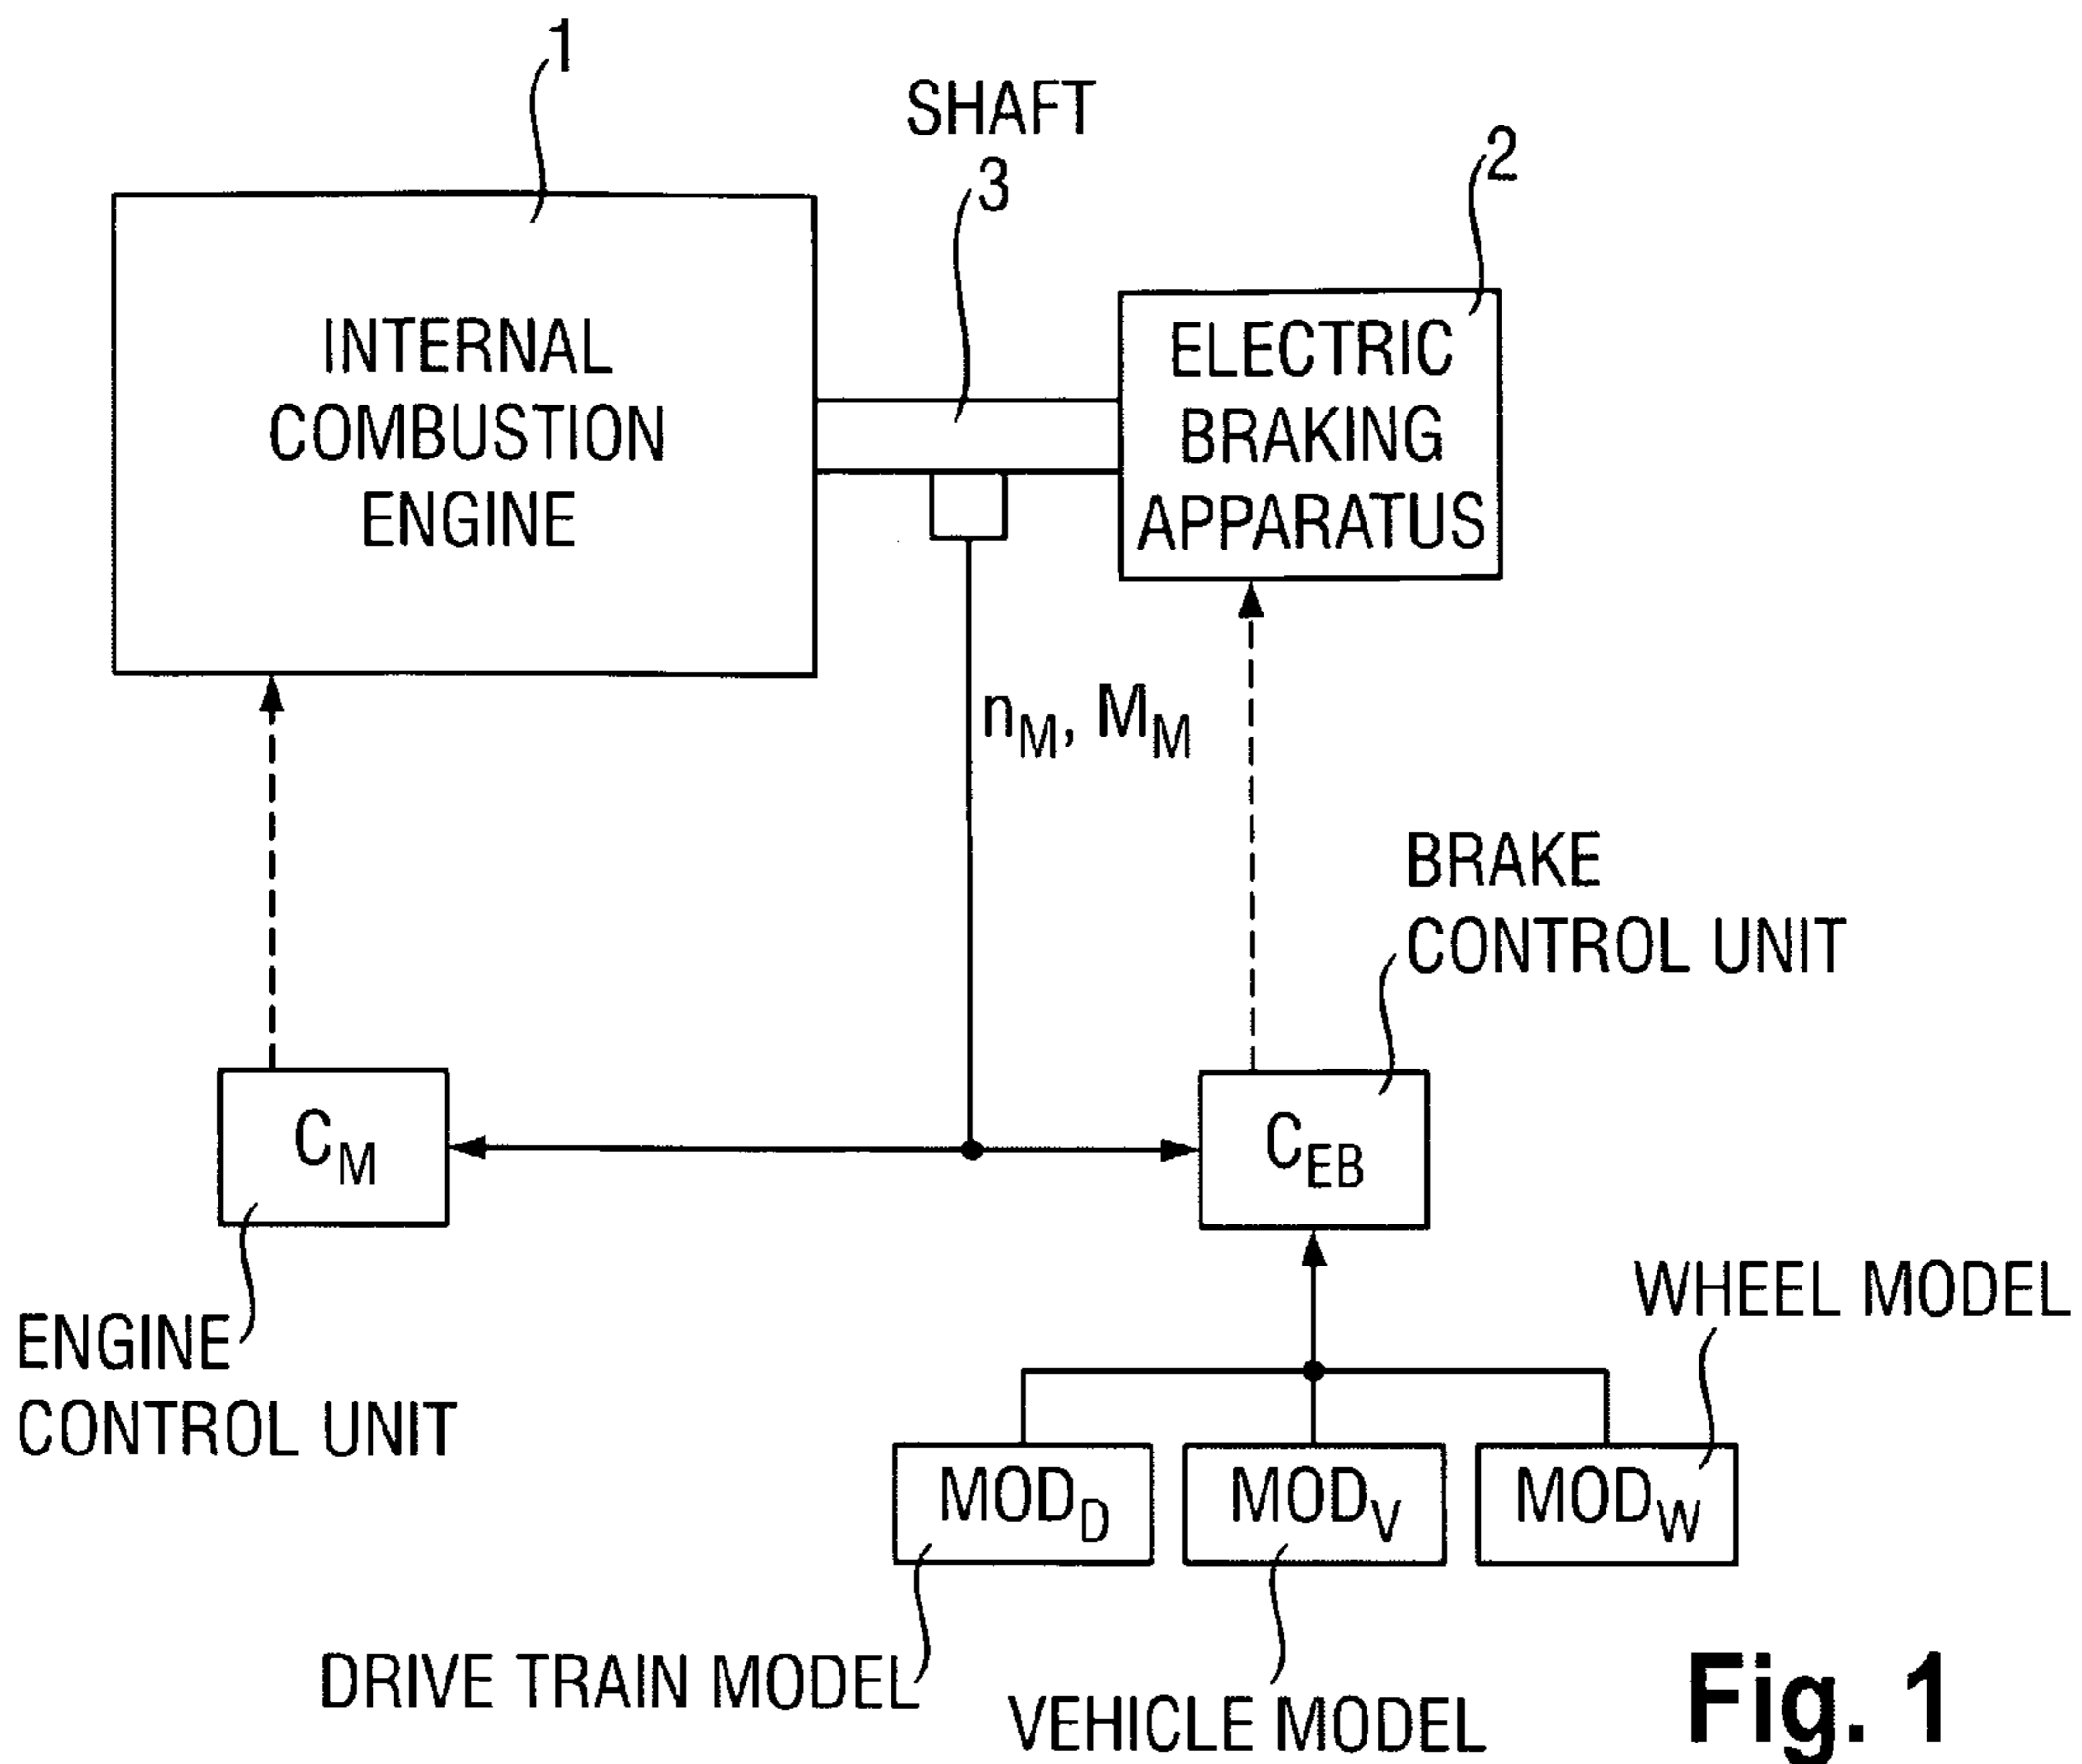 1
SHAFT
3
2
INTERNAL
COMBUSTION
ENGINE
ELECTRIC
BRAKING
APPARATUS
nM, MM
BRAKE
CONTROL UNIT
CM
CEB
ENGINE
CONTROL UNIT
WHEEL MODEL
MODD
MODV
MODW
DRIVE TRAIN MODEL
VEHICLE MODEL
Fig. 1